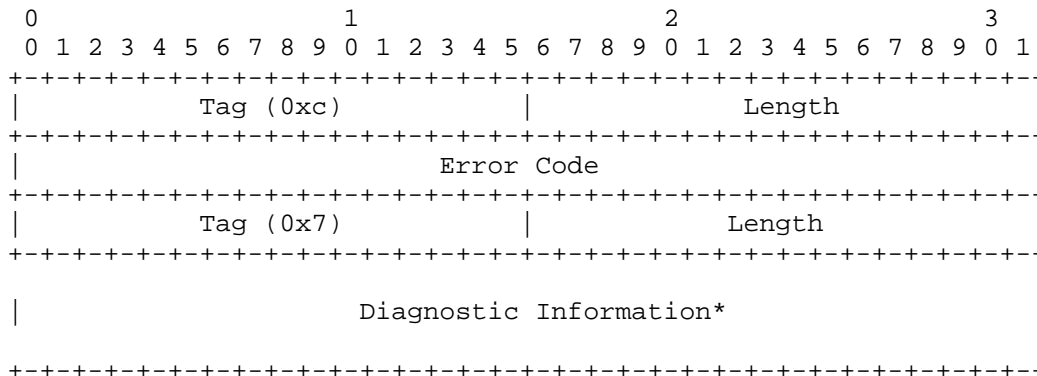 0                   1                   2                   3
0 1 2 3 4 5 6 7 8 9 0 1 2 3 4 5 6 7 8 9 0 1 2 3 4 5 6 7 8 9 0 1
+-+-+-+-+-+-+-+-+-+-+-+-+-+-+-+-+-+-+-+-+-+-+-+-+-+-+-+-+-+-+-+-
|           Tag (0xc)           |             Length
+-+-+-+-+-+-+-+-+-+-+-+-+-+-+-+-+-+-+-+-+-+-+-+-+-+-+-+-+-+-+-+-
|                          Error Code
+-+-+-+-+-+-+-+-+-+-+-+-+-+-+-+-+-+-+-+-+-+-+-+-+-+-+-+-+-+-+-+-
|           Tag (0x7)           |            Length
+-+-+-+-+-+-+-+-+-+-+-+-+-+-+-+-+-+-+-+-+-+-+-+-+-+-+-+-+-+-+-+-
|                     Diagnostic Information*
+-+-+-+-+-+-+-+-+-+-+-+-+-+-+-+-+-+-+-+-+-+-+-+-+-+-+-+-+-+-+-+-